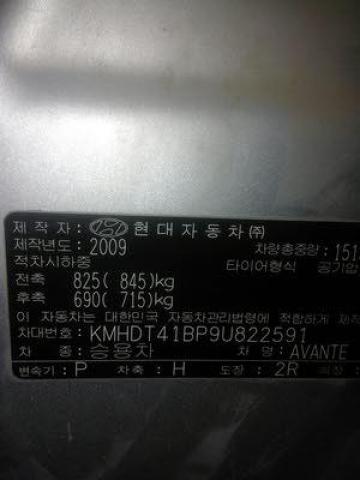 제 작 자 : 현대자동차(주)
제작년도 : 2009 차량총중량 : 151
적차시하중 타이어형식 공기압
전축 825( 845)kg
후축 690( 715)kg
이 자동차는 대한민국 자동차관리법령에 적합하게 제작
차대번호 : KMHDT41BP9U822591
차 종 : 승용차 차 명 : AVANTE
변속기 : P 차 축 : H 도장 : 2R